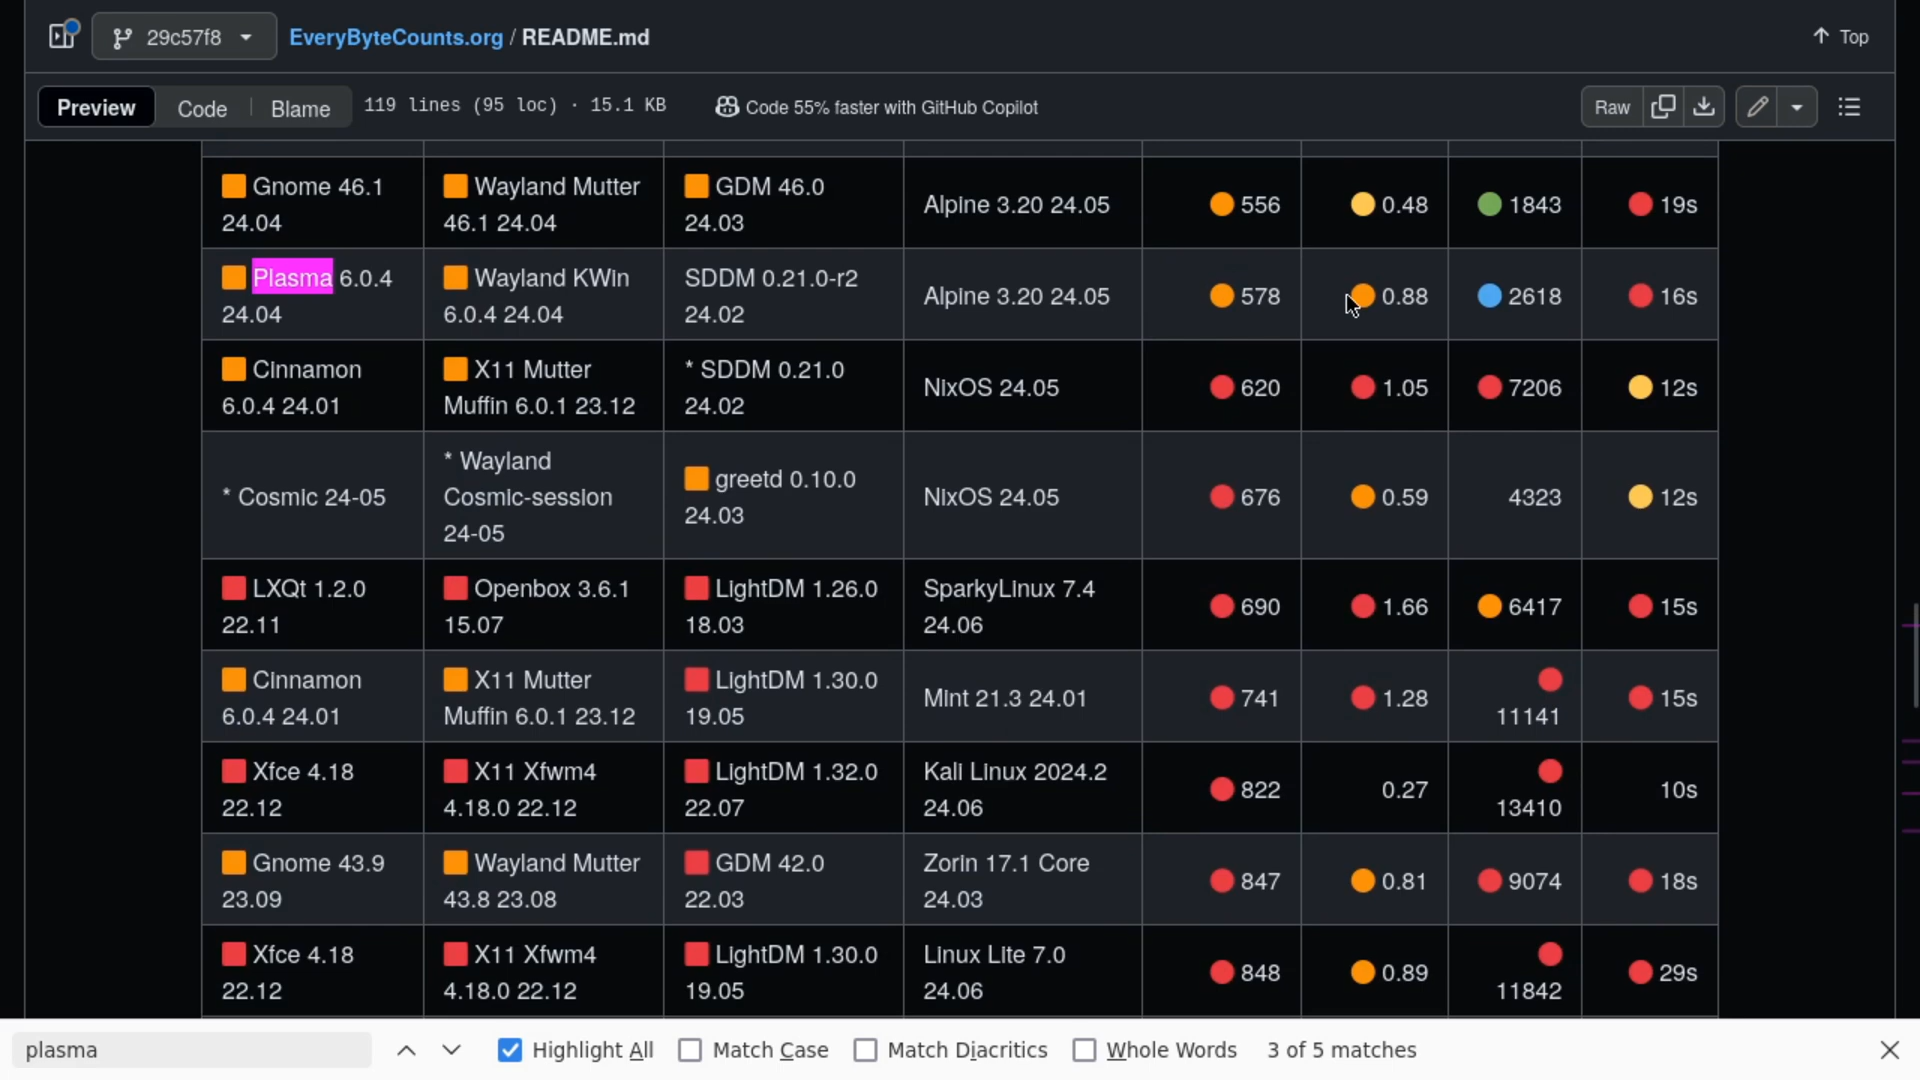 29c57f8
EveryByteCounts.org / README.md
Top
Preview
Code
Blame
119 lines (95 loc) · 15.1 KB
Code 55% faster with GitHub Copilot
Raw
Gnome 46.1
24.04
Wayland Mutter
46.1 24.04
GDM 46.0
24.03
Alpine 3.20 24.05
556
0.48
1843
19s
Plasma 6.0.4
24.04
Wayland KWin
6.0.4 24.04
SDDM 0.21.0-r2
24.02
Alpine 3.20 24.05
578
0.88
2618
16s
Cinnamon
6.0.4 24.01
X11 Mutter
Muffin 6.0.1 23.12
* SDDM 0.21.0
24.02
NixOS 24.05
620
1.05
7206
12s
* Cosmic 24-05
* Wayland
Cosmic-session
24-05
greetd 0.10.0
24.03
NixOS 24.05
676
0.59
4323
12s
LXQt 1.2.0
22.11
Openbox 3.6.1
15.07
LightDM 1.26.0
18.03
SparkyLinux 7.4
24.06
690
1.66
6417
15s
Cinnamon
6.0.4 24.01
X11 Mutter
Muffin 6.0.1 23.12
LightDM 1.30.0
19.05
Mint 21.3 24.01
741
1.28
11141
15s
Xfce 4.18
22.12
X11 Xfwm4
4.18.0 22.12
LightDM 1.32.0
22.07
Kali Linux 2024.2
24.06
822
0.27
13410
10s
Gnome 43.9
23.09
Wayland Mutter
43.8 23.08
GDM 42.0
22.03
Zorin 17.1 Core
24.03
847
0.81
9074
18s
Xfce 4.18
22.12
X11 Xfwm4
4.18.0 22.12
LightDM 1.30.0
19.05
Linux Lite 7.0
24.06
848
0.89
11842
29s
plasma
Highlight All
Match Case
Match Diacritics
Whole Words
3 of 5 matches